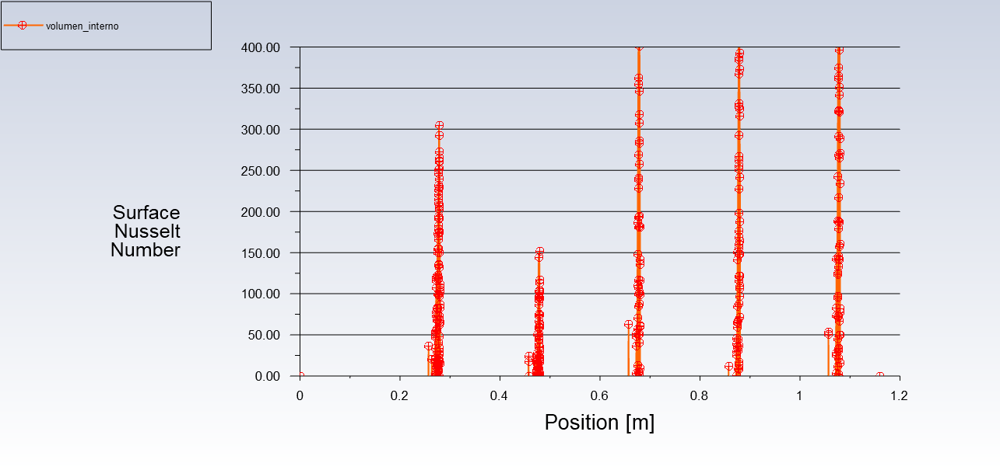 volumen_interno
400.00
350.00
300.00
250.00
200.00
150.00
100.00
50.00
0.00
Surface
Nusselt
Number
0 0.2 0.4 0.6 0.8 1 1.2
Position [m]